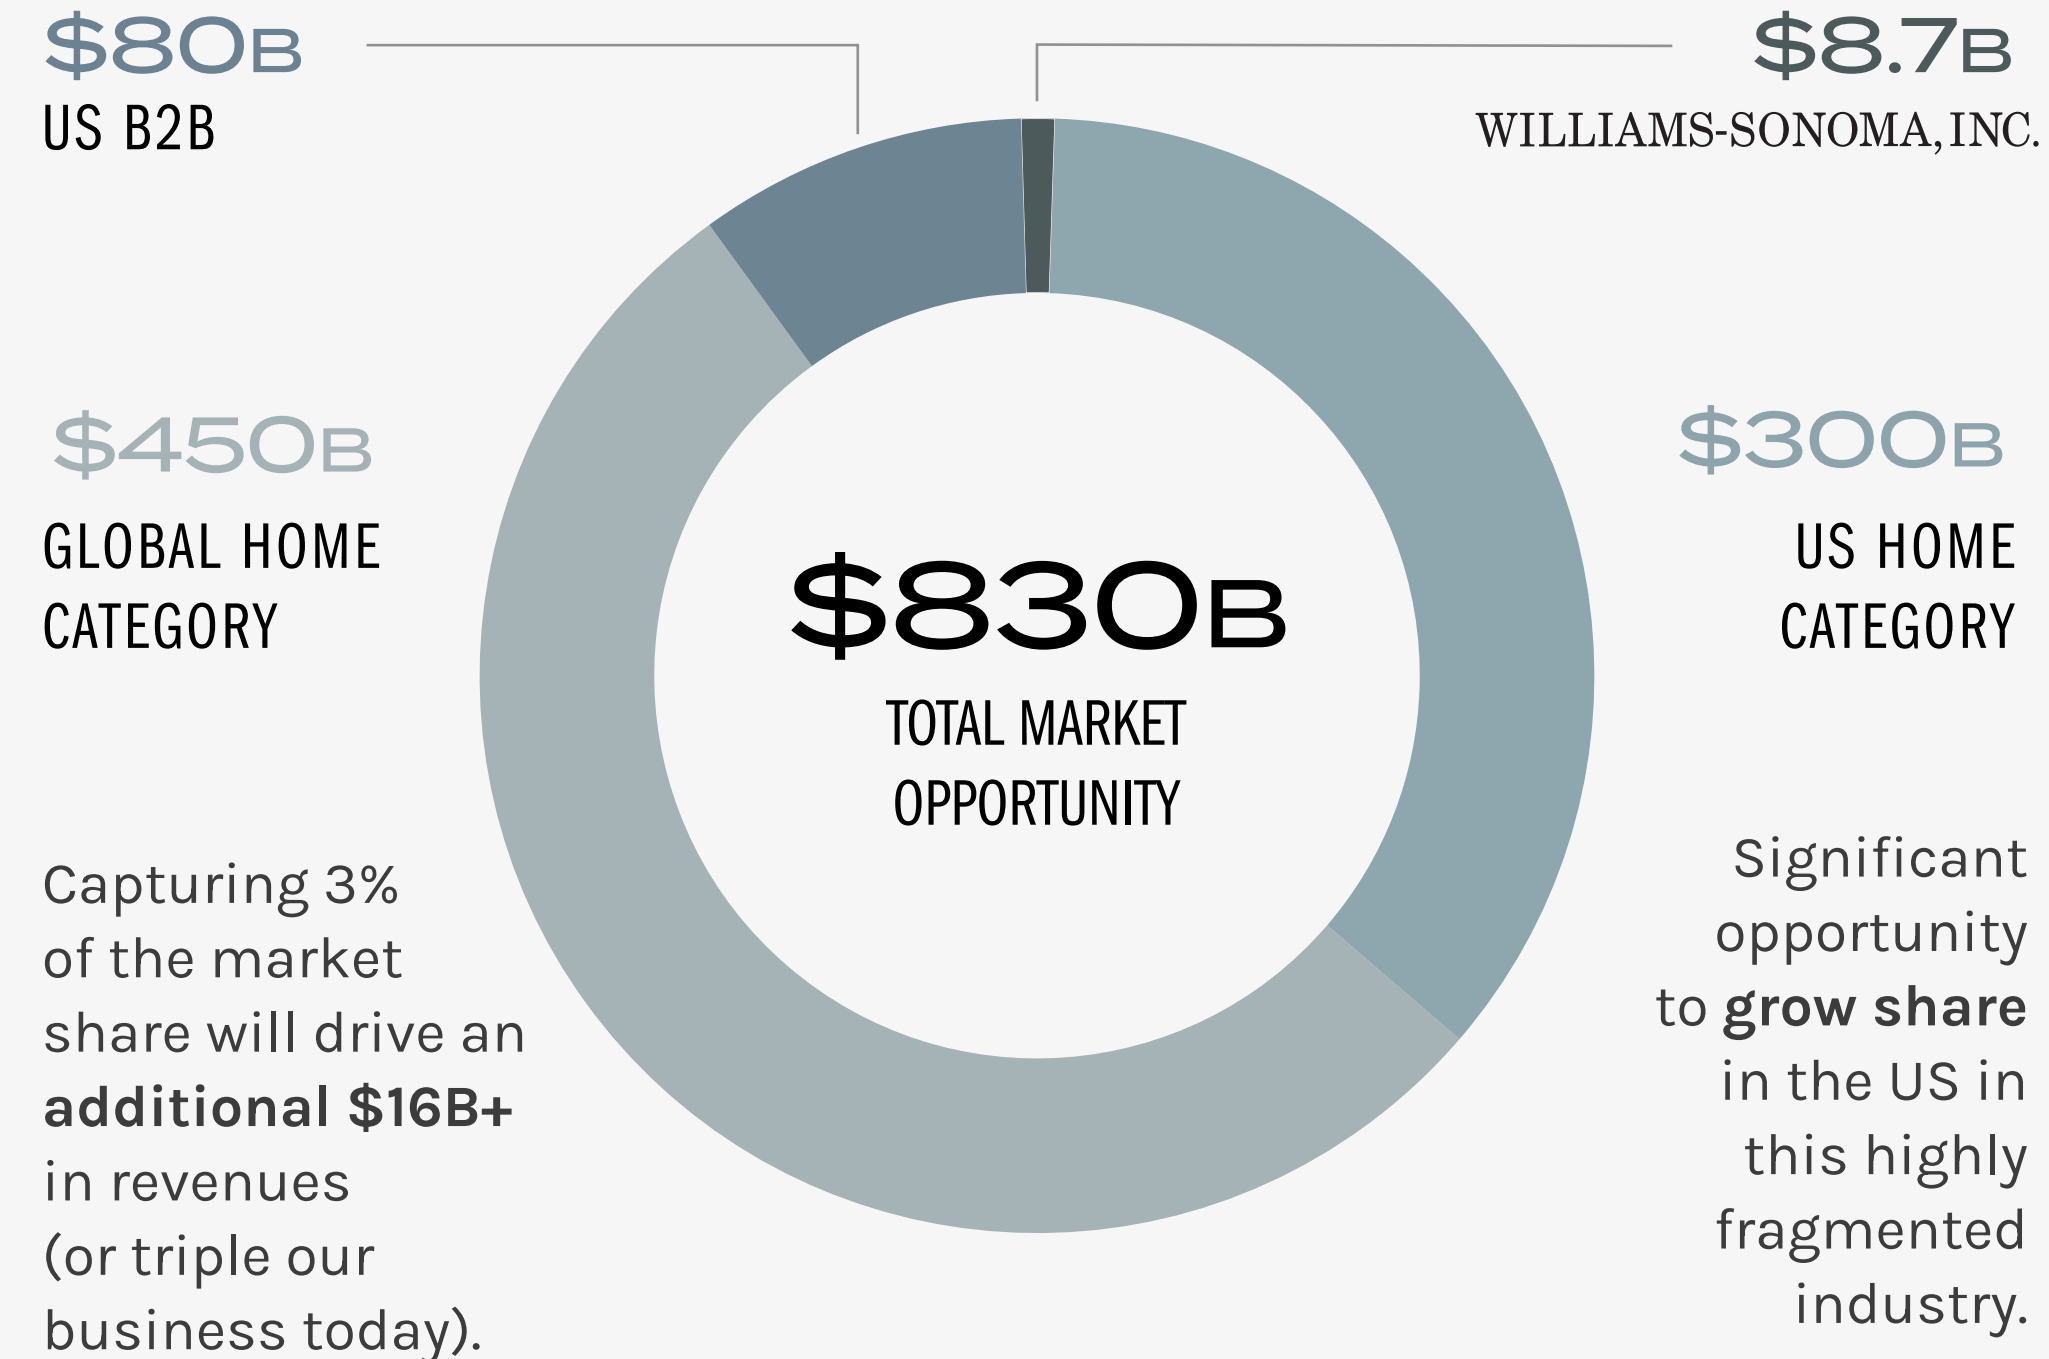 $80B
US B2B
$8.7B
WILLIAMS-SONOMA, INC.
$450B
GLOBAL HOME
CATEGORY
$830B
TOTAL MARKET
OPPORTUNITY
$300B
US HOME
CATEGORY
Capturing 3%
of the market
share will drive an
additional $16B+
in revenues
(or triple our
business today).
Significant
opportunity
to grow share
in the US in
this highly
fragmented
industry.